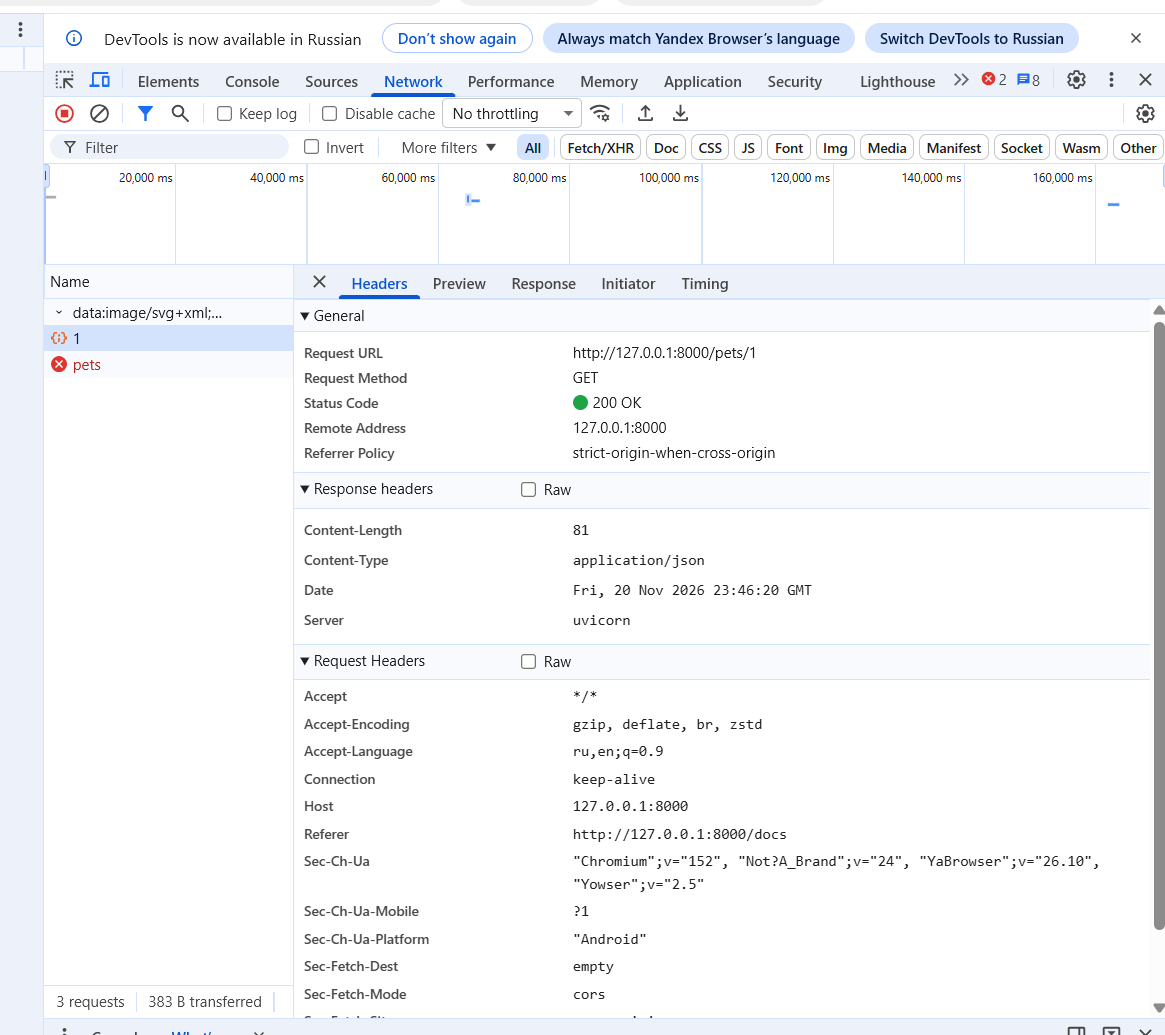 DevTools is now available in Russian Don't show again Always match Yandex Browser's language Switch DevTools to Russian
Elements Console Sources Network Performance Memory Application Security Lighthouse 2 8
Keep log Disable cache No throttling
Filter Invert More filters All Fetch/XHR Doc CSS JS Font Img Media Manifest Socket Wasm Other
20,000 ms 40,000 ms 60,000 ms 80,000 ms 100,000 ms 120,000 ms 140,000 ms 160,000 ms
Name Headers Preview Response Initiator Timing
data:image/svg+xml;...
1
pets
General
Request URL http://127.0.0.1:8000/pets/1
Request Method GET
Status Code 200 OK
Remote Address 127.0.0.1:8000
Referrer Policy strict-origin-when-cross-origin
Response headers Raw
Content-Length 81
Content-Type application/json
Date Fri, 20 Nov 2026 23:46:20 GMT
Server uvicorn
Request Headers Raw
Accept */*
Accept-Encoding gzip, deflate, br, zstd
Accept-Language ru,en;q=0.9
Connection keep-alive
Host 127.0.0.1:8000
Referer http://127.0.0.1:8000/docs
Sec-Ch-Ua "Chromium";v="152", "Not?A_Brand";v="24", "YaBrowser";v="26.10",
"Yowser";v="2.5"
Sec-Ch-Ua-Mobile ?1
Sec-Ch-Ua-Platform "Android"
Sec-Fetch-Dest empty
Sec-Fetch-Mode cors
3 requests 383 B transferred